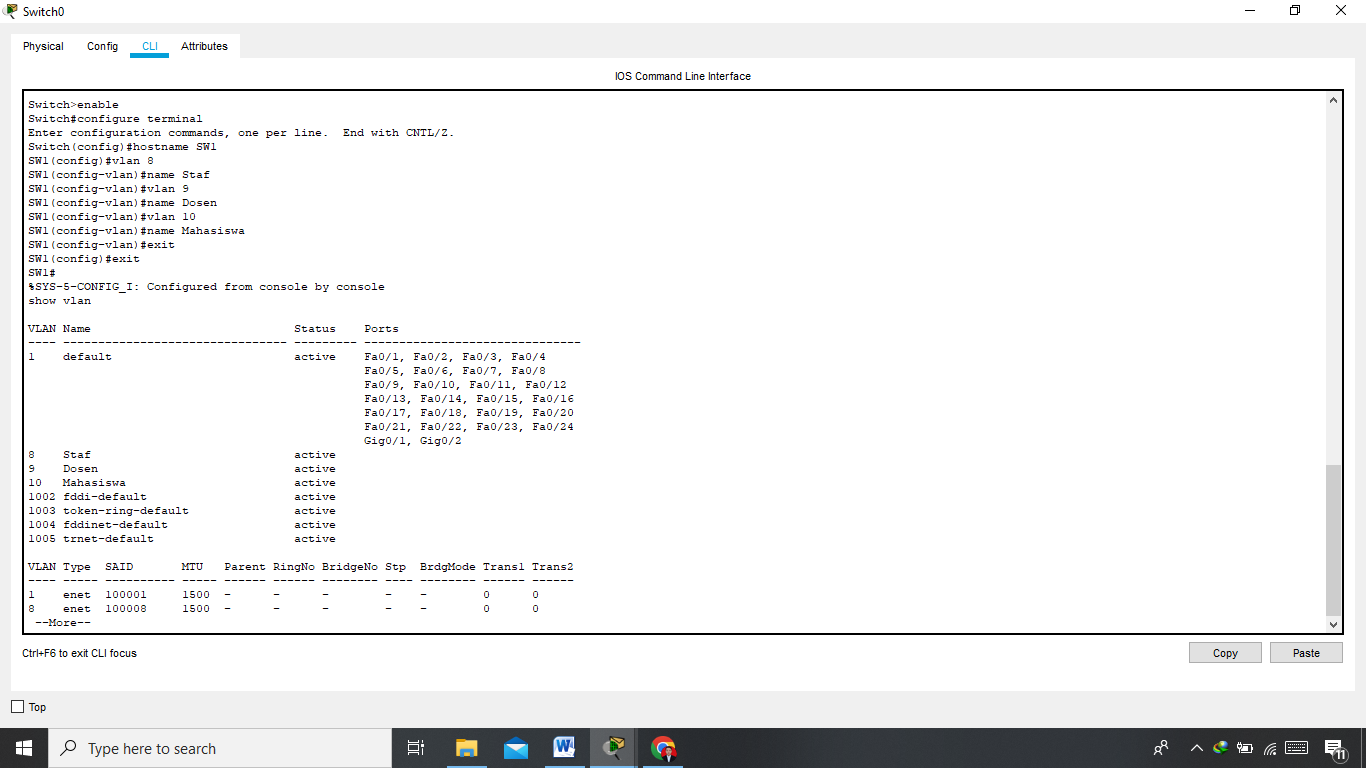 Switch0
Physical Config CLI Attributes
IOS Command Line Interface
Switch>enable
Switch#configure terminal
Enter configuration commands, one per line.  End with CNTL/Z.
Switch(config)#hostname SW1
SW1(config)#vlan 8
SW1(config-vlan)#name Staf
SW1(config-vlan)#vlan 9
SW1(config-vlan)#name Dosen
SW1(config-vlan)#vlan 10
SW1(config-vlan)#name Mahasiswa
SW1(config-vlan)#exit
SW1(config)#exit
SW1#
%SYS-5-CONFIG_I: Configured from console by console
show vlan
VLAN Name                             Status    Ports
---- -------------------------------- --------- -------------------------------
1    default                          active    Fa0/1, Fa0/2, Fa0/3, Fa0/4
                                                Fa0/5, Fa0/6, Fa0/7, Fa0/8
                                                Fa0/9, Fa0/10, Fa0/11, Fa0/12
                                                Fa0/13, Fa0/14, Fa0/15, Fa0/16
                                                Fa0/17, Fa0/18, Fa0/19, Fa0/20
                                                Fa0/21, Fa0/22, Fa0/23, Fa0/24
                                                Gig0/1, Gig0/2
8    Staf                             active
9    Dosen                            active
10   Mahasiswa                        active
1002 fddi-default                     active
1003 token-ring-default               active
1004 fddinet-default                  active
1005 trnet-default                    active
VLAN Type  SAID       MTU   Parent RingNo BridgeNo Stp  BrdgMode Trans1 Trans2
---- ----- ---------- ----- ------ ------ -------- ---- -------- ------ ------
1    enet  100001     1500  -      -      -        -    -        0      0
8    enet  100008     1500  -      -      -        -    -        0      0
 --More--
Ctrl+F6 to exit CLI focus
Copy Paste
Top
Type here to search
W
11